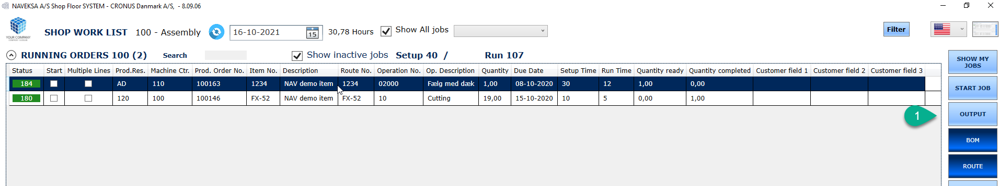 NAVEKSA A/S Shop Floor SYSTEM - CRONUS Danmark A/S,  - 8.09.06
YOUR COMPANY
SHOP WORK LIST 100 - Assembly 16-10-2021 15 30,78 Hours Show All jobs Filter
RUNNING ORDERS 100 (2) Search Show inactive jobs Setup 40 / Run 107
Status Start Multiple Lines Prod.Res. Machine Ctr. Prod. Order No. Item No. Description Route No. Operation No. Op. Description Quantity Due Date Setup Time Run Time Quantity ready Quantity completed Customer field 1 Customer field 2 Customer field 3
184 AD 110 100163 1234 NAV demo item 1234 02000 Fælg med dæk 1,00 08-10-2020 30 12 1,00 0,00
180 120 100 100146 FX-52 NAV demo item FX-52 10 Cutting 19,00 15-10-2020 10 5 0,00 1,00
SHOW MY
JOBS
START JOB
1
OUTPUT
BOM
ROUTE